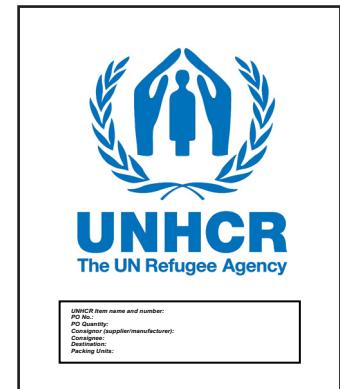 UNHCR
The UN Refugee Agency
UNHCR Item name and number:
PO No.:
PO Quantity:
Consignor (supplier/manufacturer):
Consignee:
Destination:
Packing Units: